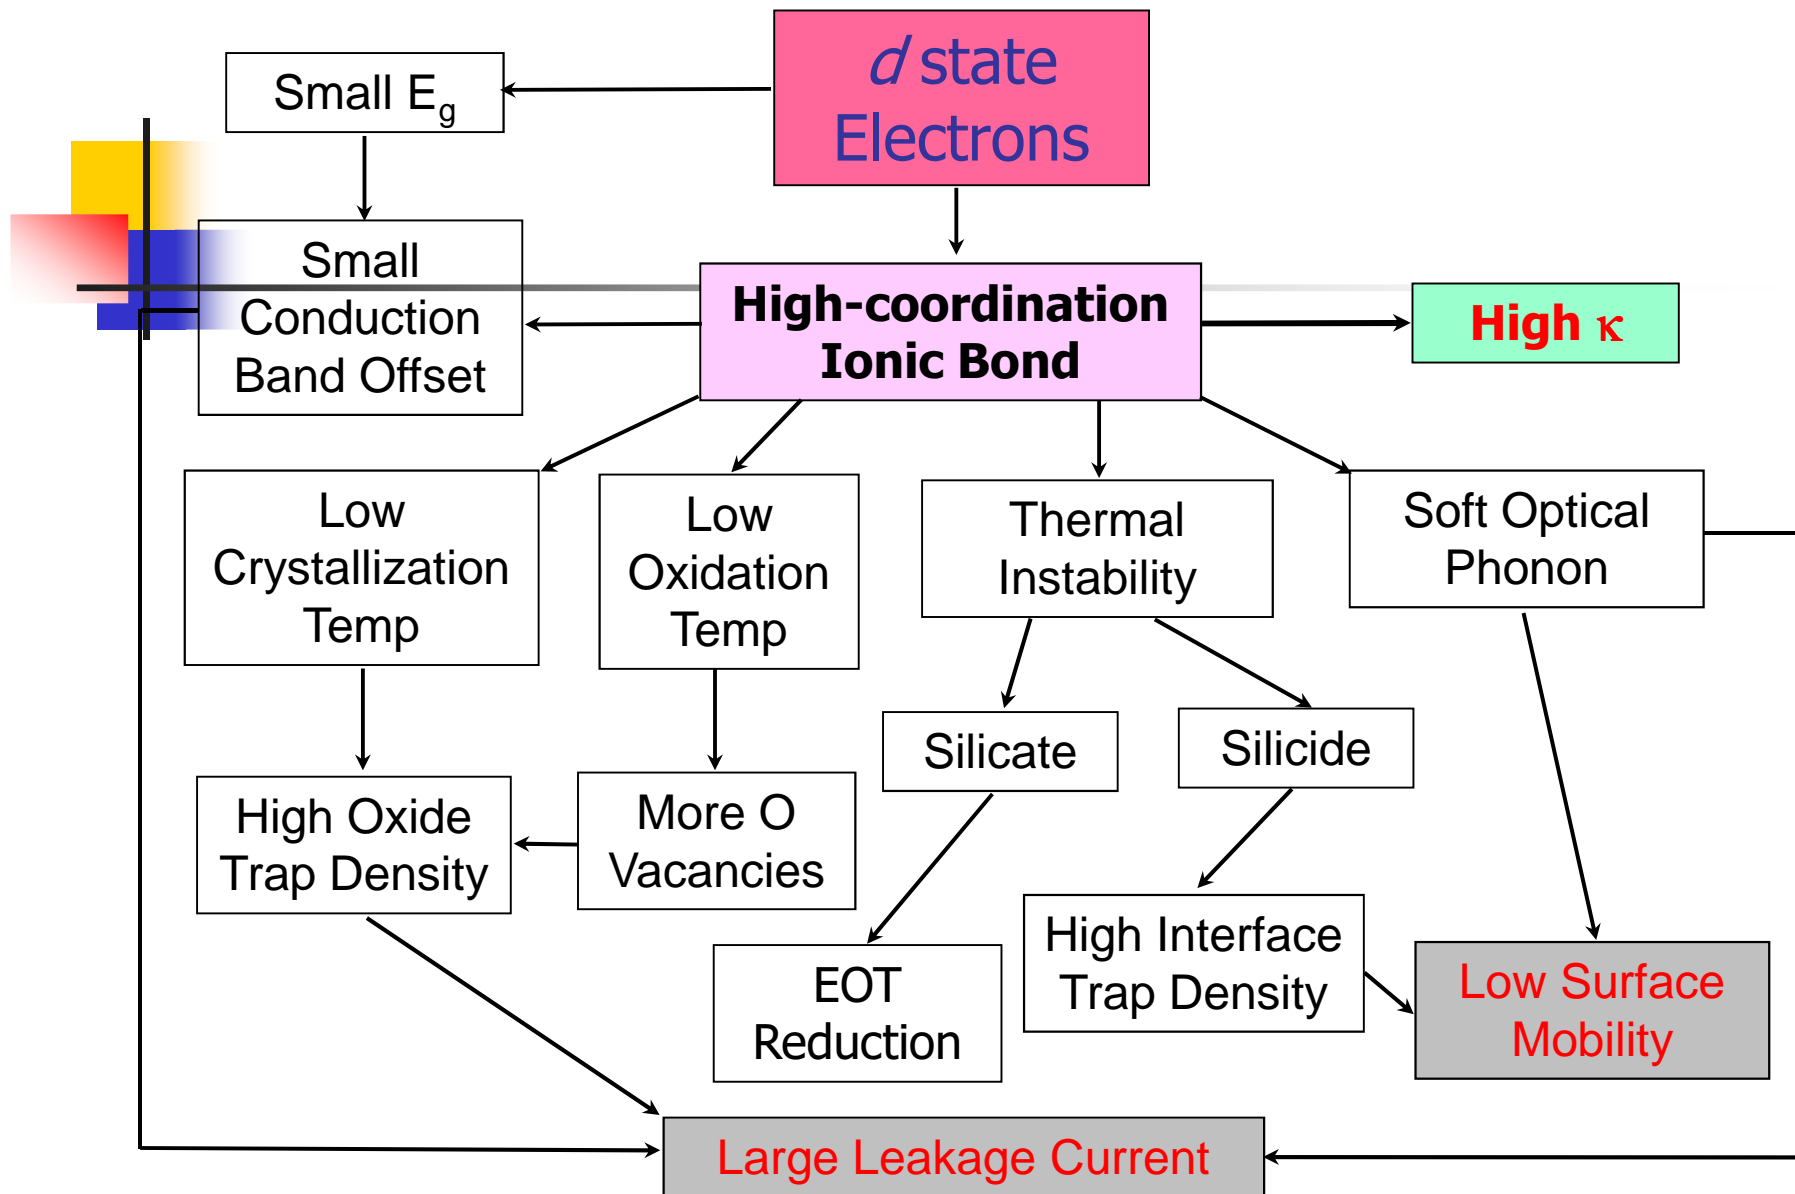 d state
Electrons
Small Eg
Small
Conduction
Band Offset
High-coordination
Ionic Bond
High κ
Low
Crystallization
Temp
Low
Oxidation
Temp
Thermal
Instability
Soft Optical
Phonon
Silicate
Silicide
High Oxide
Trap Density
More O
Vacancies
EOT
Reduction
High Interface
Trap Density
Low Surface
Mobility
Large Leakage Current